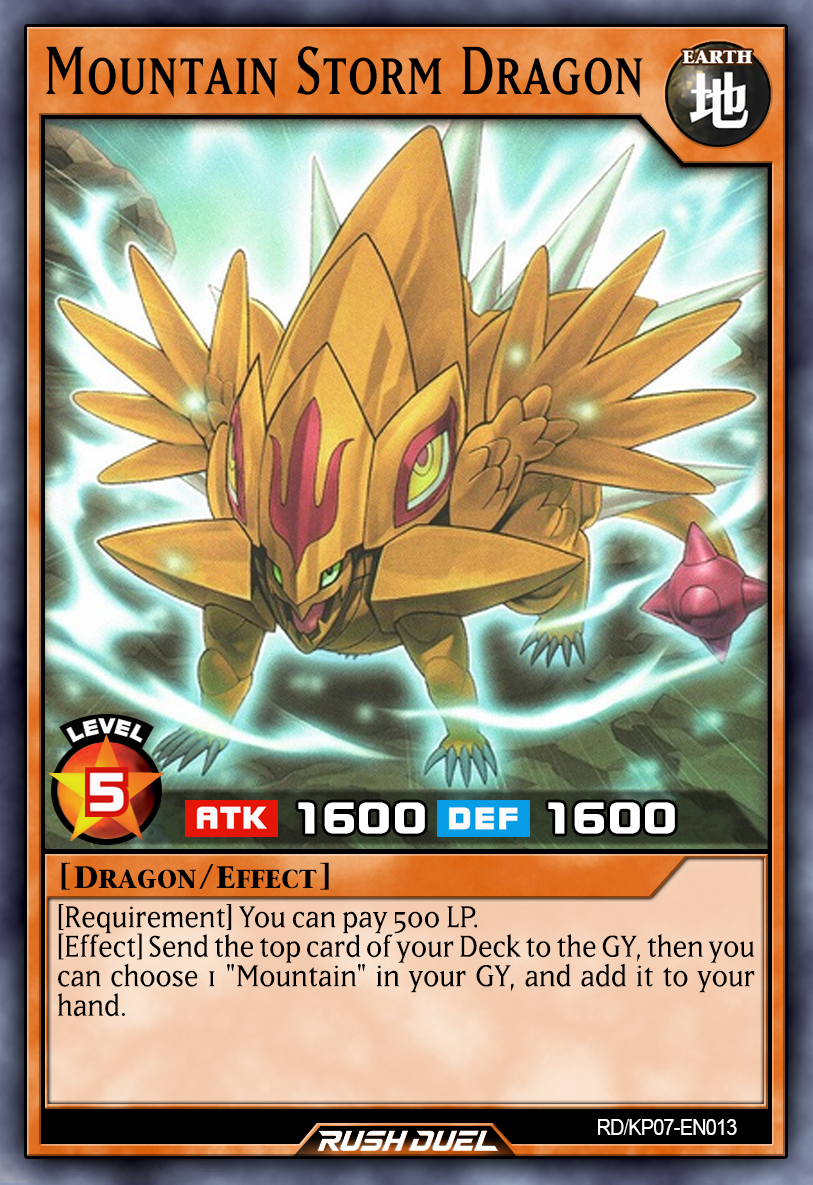 MOUNTAIN STORM DRAGON
EARTH
地
LEVEL
5
ATK 1600 DEF 1600
[DRAGON/EFFECT]
[Requirement] You can pay 500 LP.
[Effect] Send the top card of your Deck to the GY, then you
can choose 1 "Mountain" in your GY, and add it to your
hand.
RD/KP07-EN013
RUSH DUEL